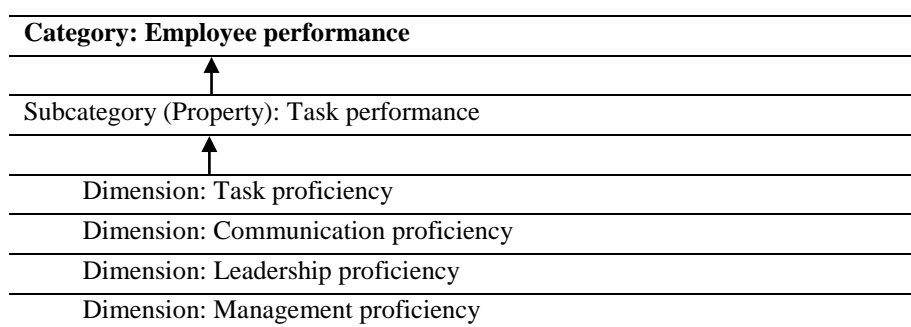 Category: Employee performance
Subcategory (Property): Task performance
Dimension: Task proficiency
Dimension: Communication proficiency
Dimension: Leadership proficiency
Dimension: Management proficiency